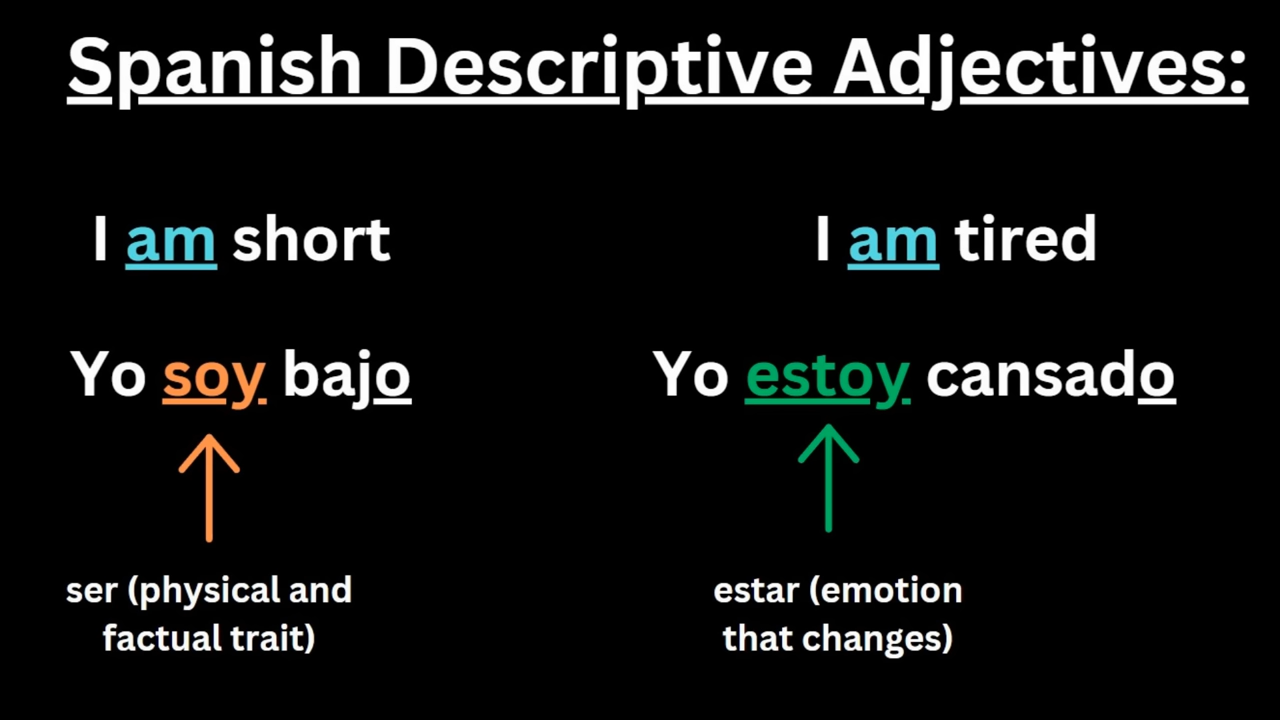 Spanish Descriptive Adjectives:
I am short
I am tired
Yo soy bajo
Yo estoy cansado
ser (physical and
factual trait)
estar (emotion
that changes)